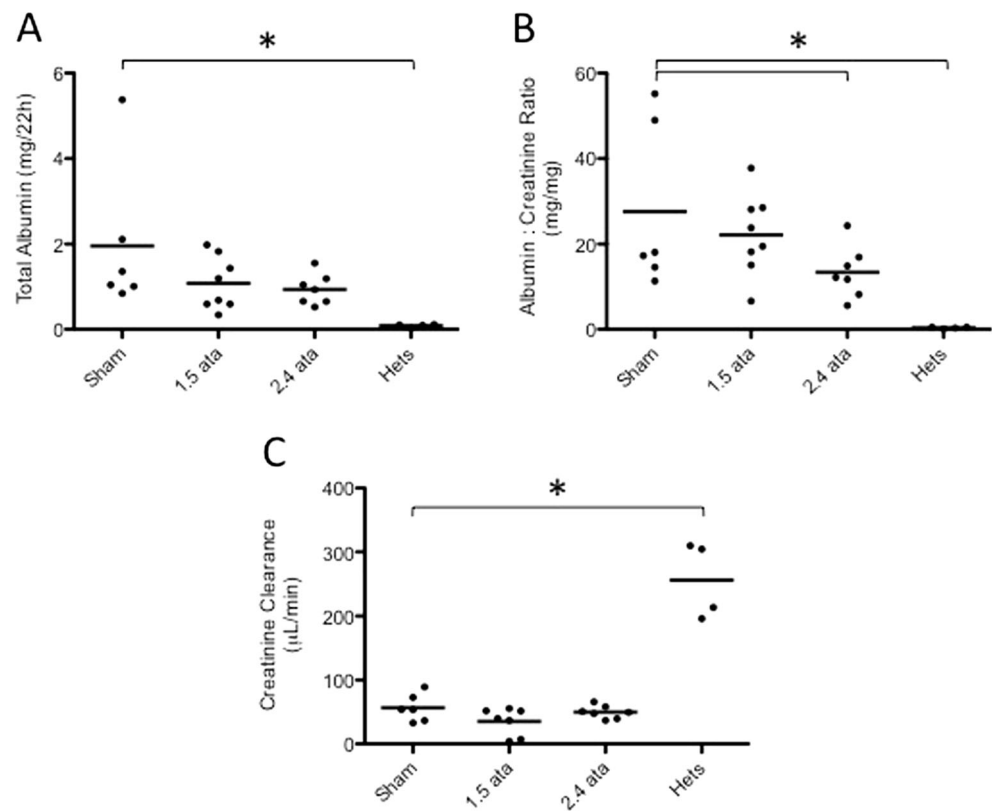 A
*
6
4
2
0
Total Albumin (mg/22h)
Sham
1.5 ata
2.4 ata
Hets
B
*
60
40
20
0
Albumin : Creatinine Ratio
(mg/mg)
Sham
1.5 ata
2.4 ata
Hets
C
*
400
300
200
100
0
Creatinine Clearance
(µL/min)
Sham
1.5 ata
2.4 ata
Hets